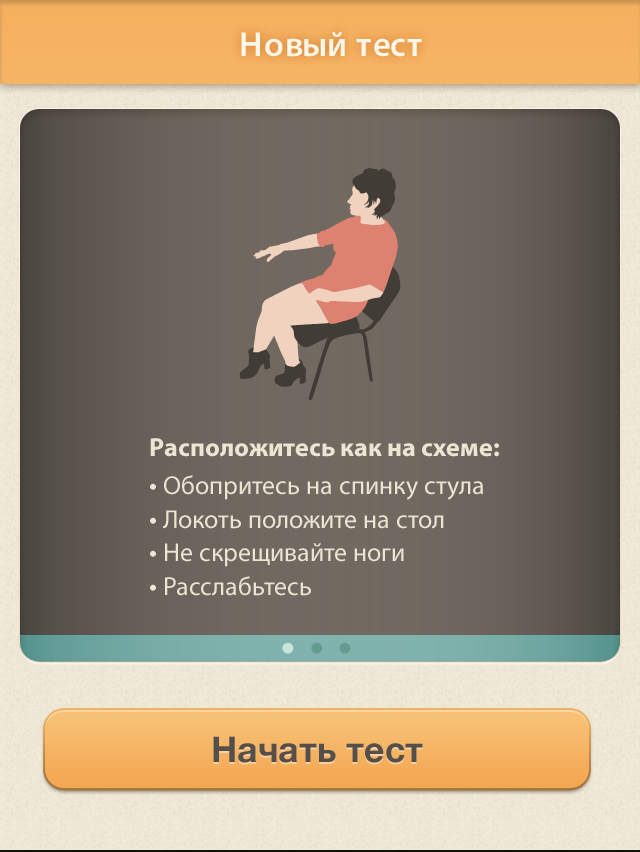 Новый тест
Расположитесь как на схеме:
• Обопритесь на спинку стула
• Локоть положите на стол
• Не скрещивайте ноги
• Расслабьтесь
Начать тест